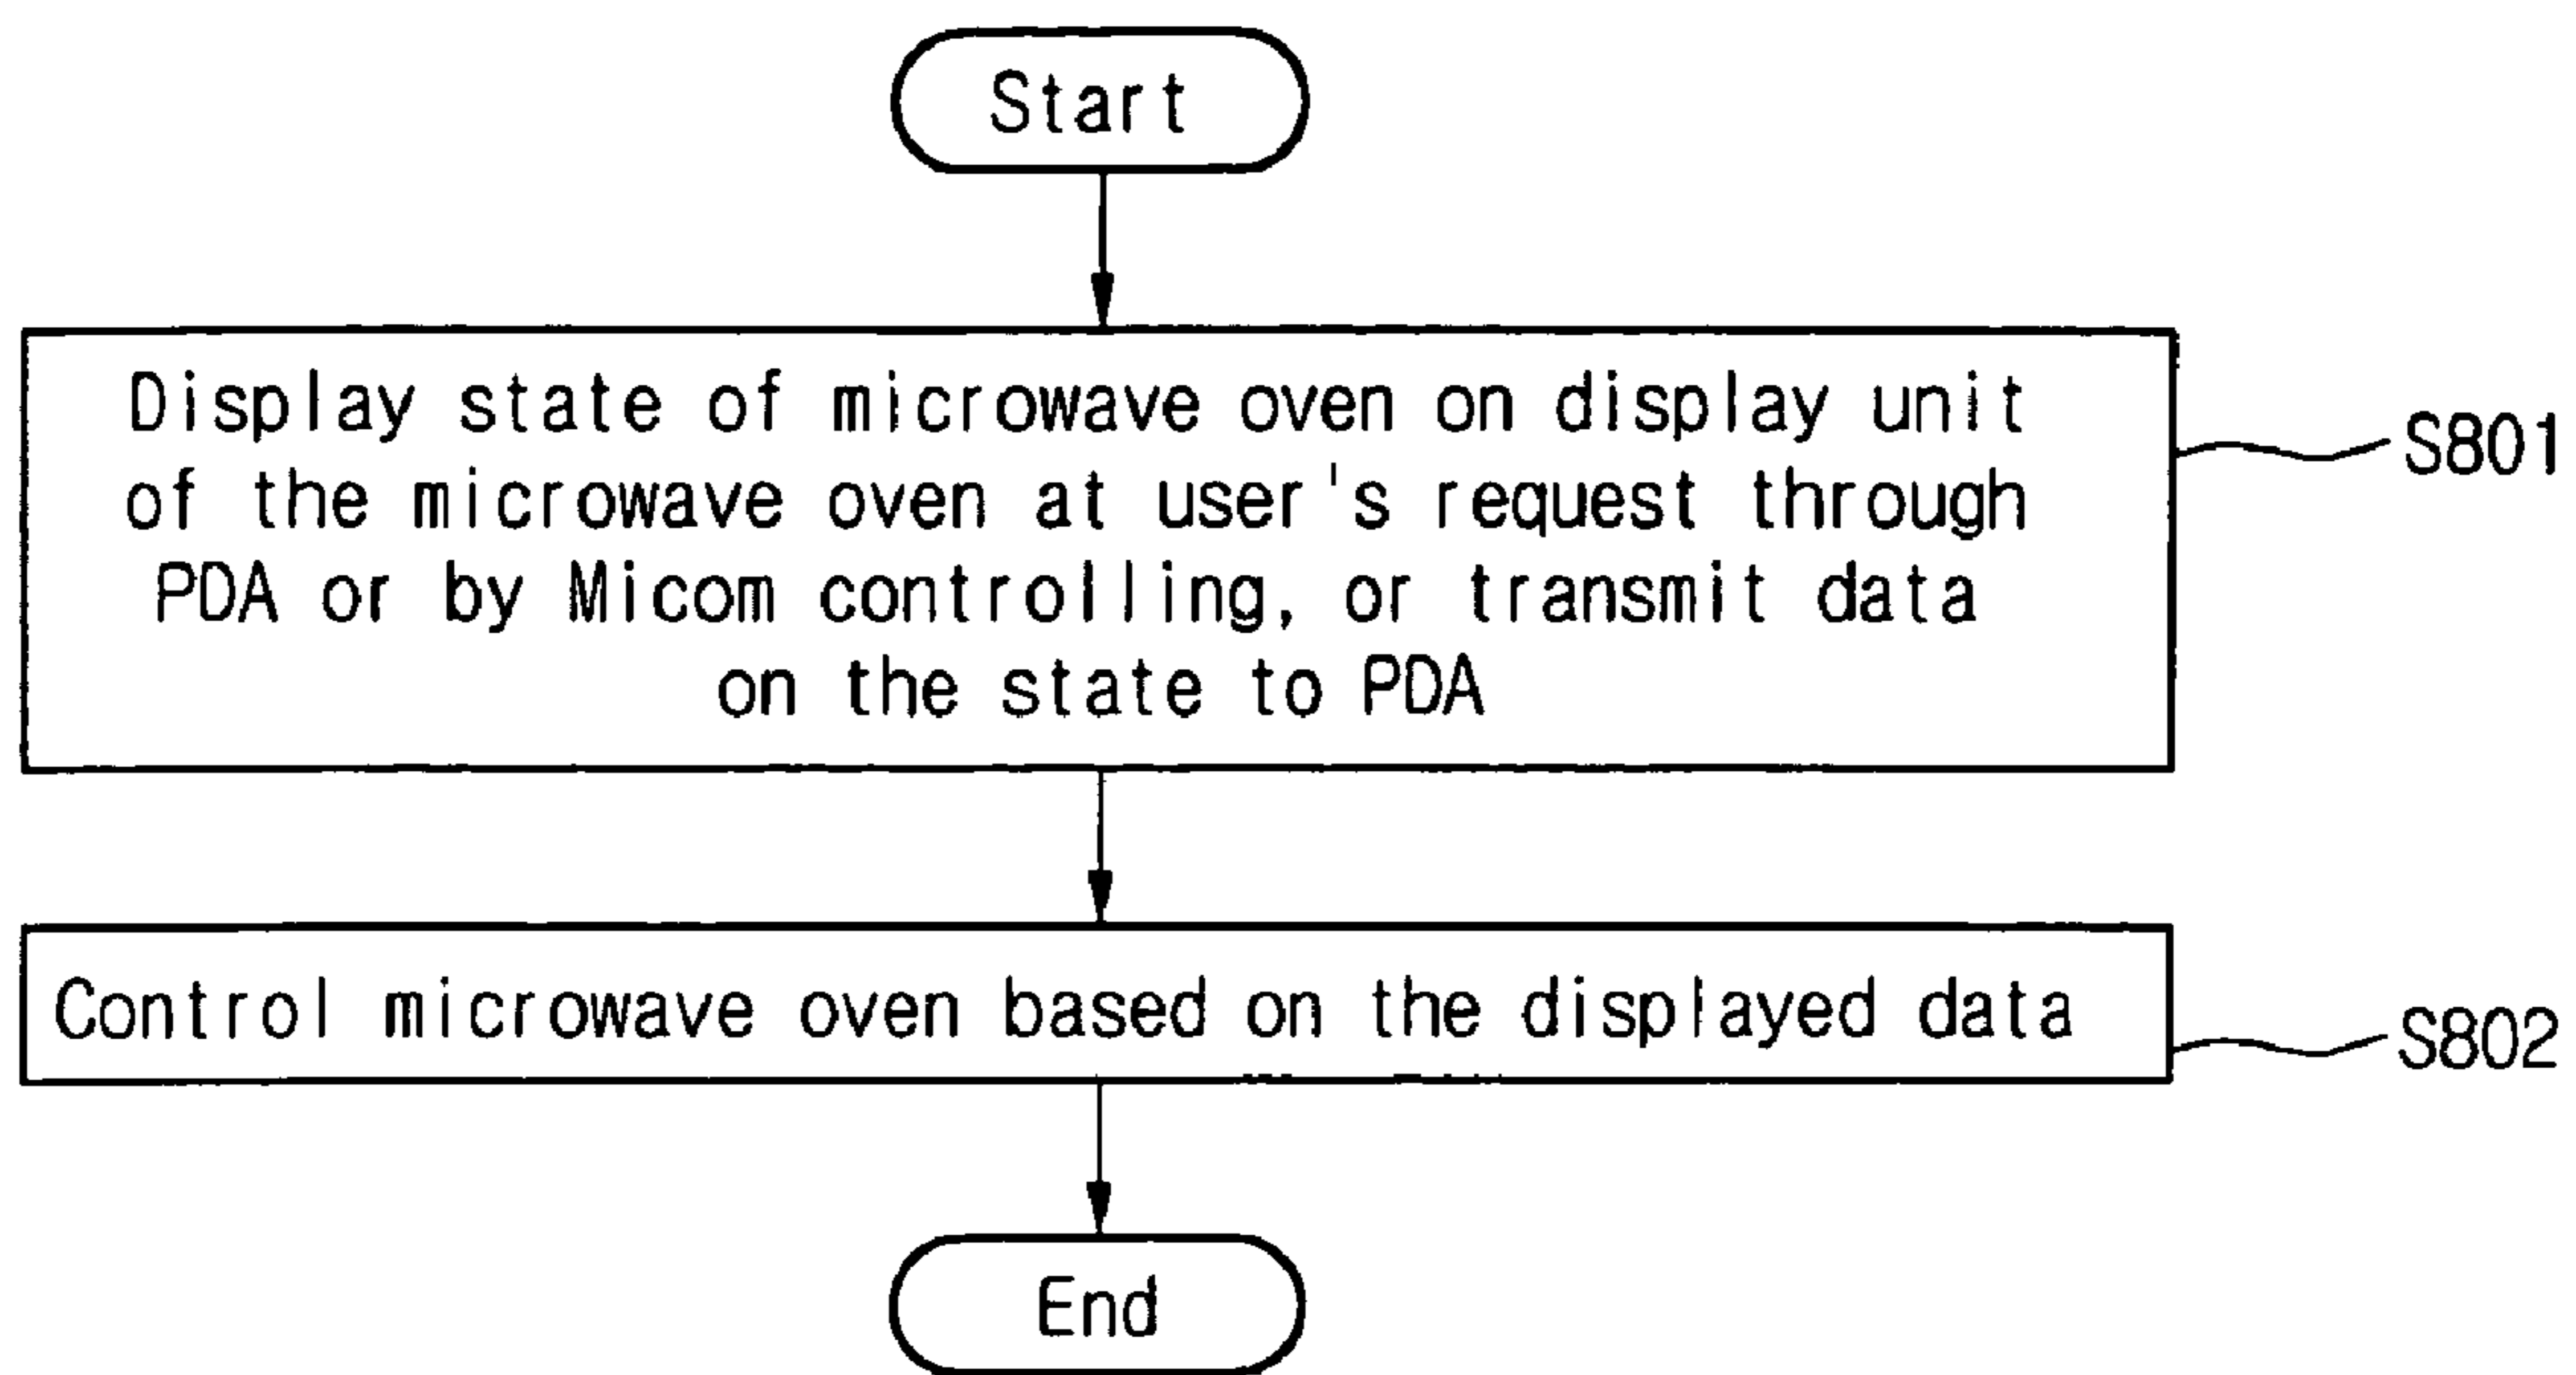 Start
Display state of microwave oven on display unit
of the microwave oven at user's request through
PDA or by Micom controlling, or transmit data
on the state to PDA
S801
Control microwave oven based on the displayed data
S802
End